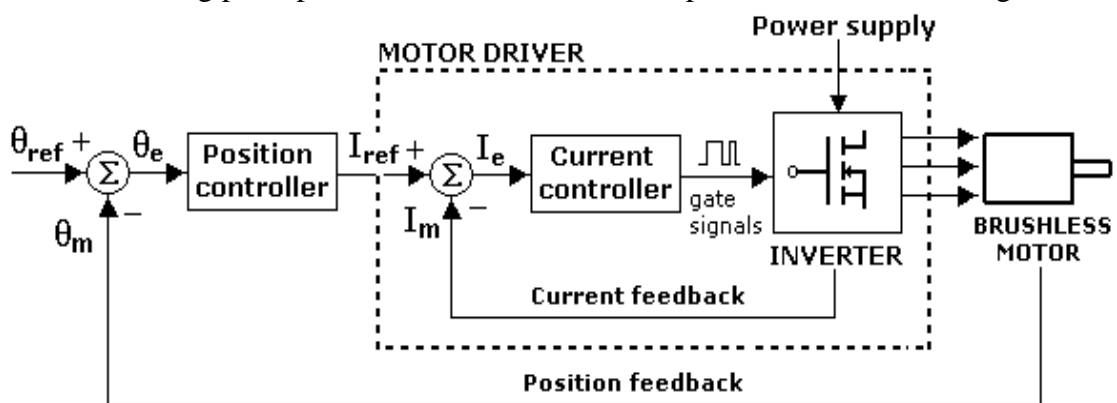 Power supply
MOTOR DRIVER
θref +
θe
Position
controller
Iref +
Ie
Current
controller
gate
signals
Σ
Σ
−
θm
−
Im
INVERTER
BRUSHLESS
MOTOR
Current feedback
Position feedback